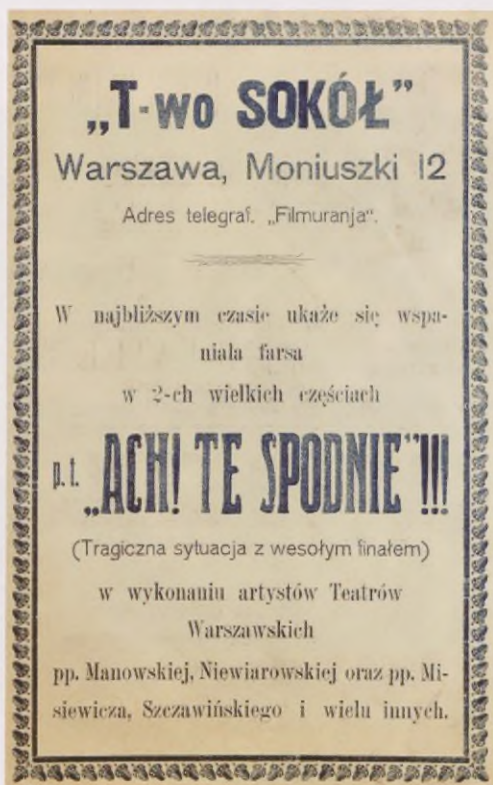 „T-wo SOKÓŁ”
Warszawa, Moniuszki 12
Adres telegraf. „Filmuranja”.
W najbliższym czasie ukaże się wspa-
niała farsa
w 2-ch wielkich częściach
p. t. „ACH! TE SPODNIE”!!!
(Tragiczna sytuacja z wesołym finałem)
w wykonaniu artystów Teatrów
Warszawskich
pp. Manowskiej, Niewiarowskiej oraz pp. Mi-
siewicza, Szczawińskiego i wielu innych.